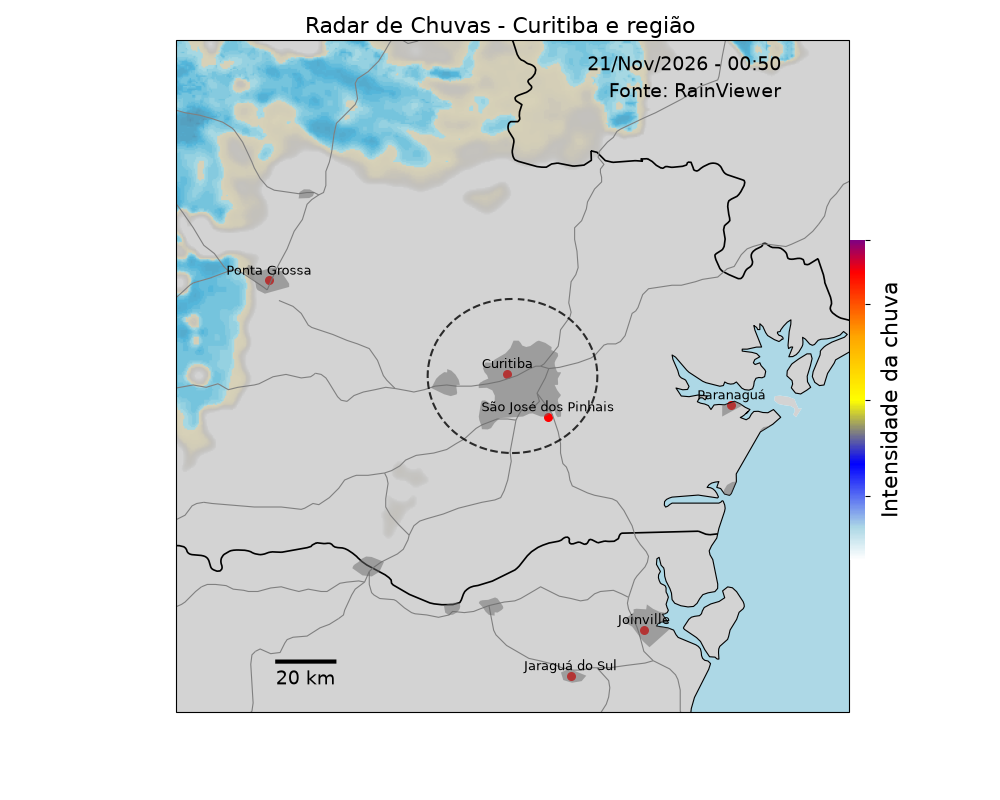 Radar de Chuvas - Curitiba e região
21/Nov/2026 - 00:50
Fonte: RainViewer
Ponta Grossa
Curitiba
Paranaguá
São José dos Pinhais
Intensidade da chuva
Joinville
Jaraguá do Sul
20 km